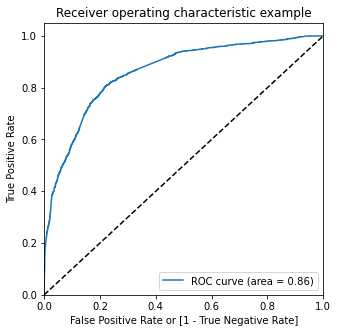 Receiver operating characteristic example
True Positive Rate
1.0
0.8
0.6
0.4
0.2
0.0
ROC curve (area = 0.86)
0.0 0.2 0.4 0.6 0.8 1.0
False Positive Rate or [1 - True Negative Rate]